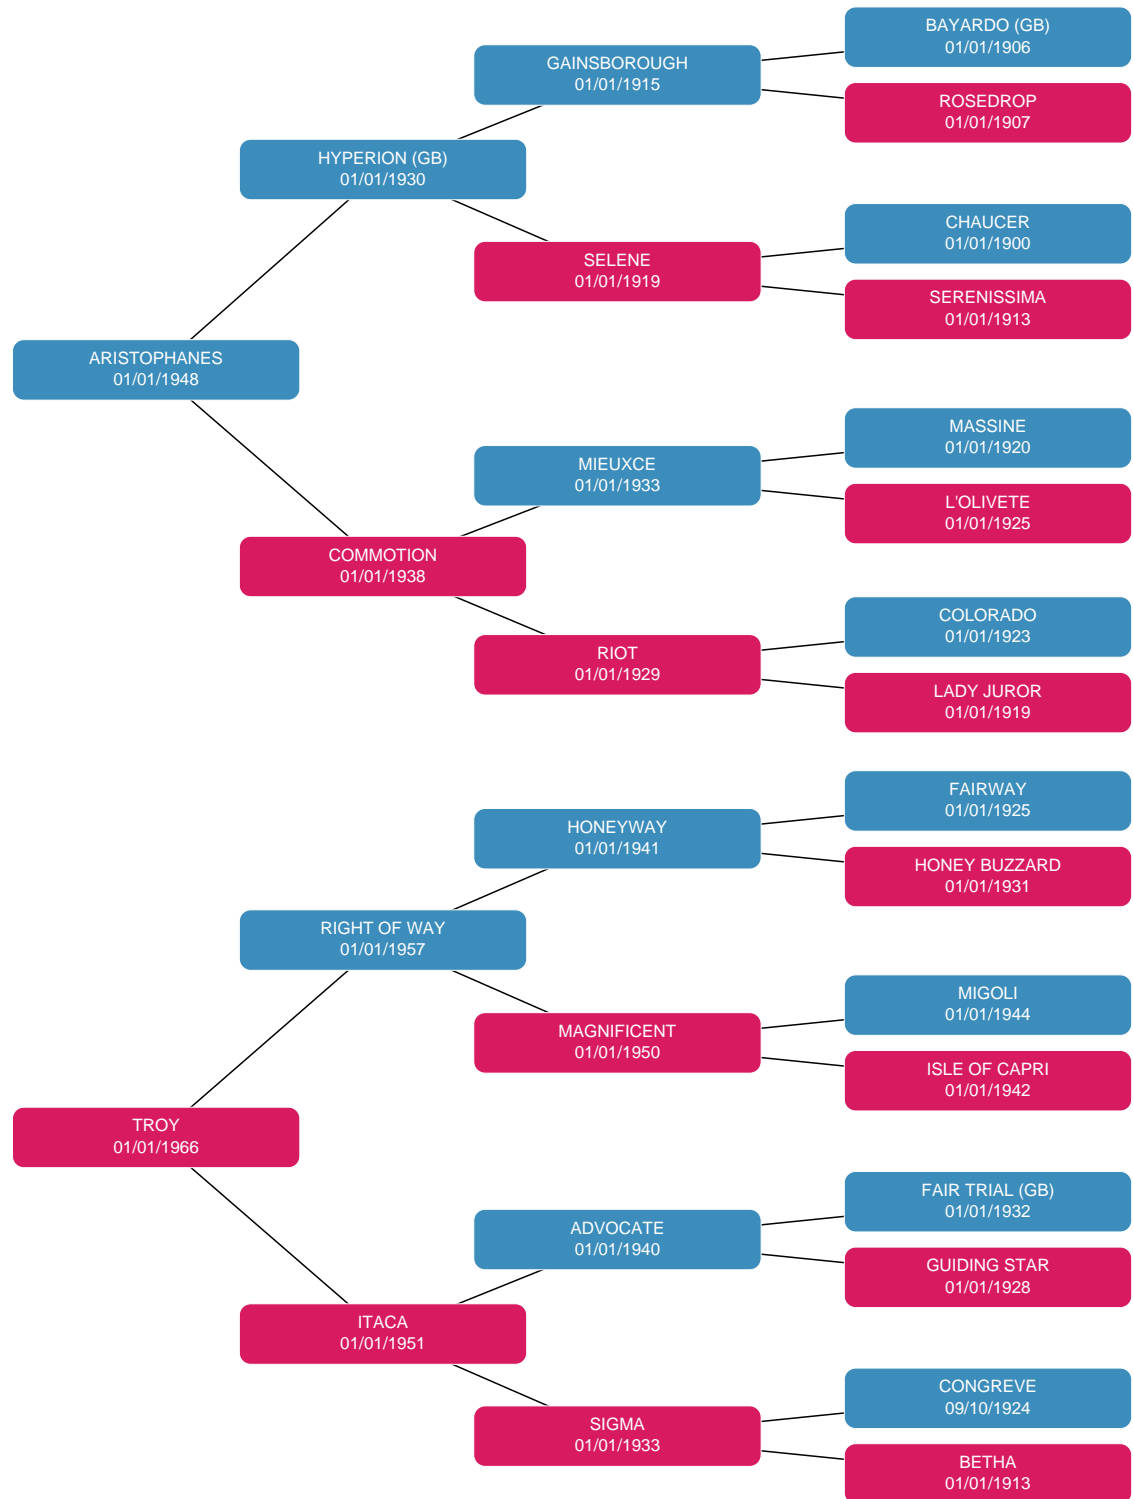 BAYARDO (GB)
01/01/1906
GAINSBOROUGH
01/01/1915
ROSEDROP
01/01/1907
HYPERION (GB)
01/01/1930
CHAUCER
01/01/1900
SELENE
01/01/1919
SERENISSIMA
01/01/1913
ARISTOPHANES
01/01/1948
MASSINE
01/01/1920
MIEUXCE
01/01/1933
L'OLIVETE
01/01/1925
COMMOTION
01/01/1938
COLORADO
01/01/1923
RIOT
01/01/1929
LADY JUROR
01/01/1919
FAIRWAY
01/01/1925
HONEYWAY
01/01/1941
HONEY BUZZARD
01/01/1931
RIGHT OF WAY
01/01/1957
MIGOLI
01/01/1944
MAGNIFICENT
01/01/1950
ISLE OF CAPRI
01/01/1942
TROY
01/01/1966
FAIR TRIAL (GB)
01/01/1932
ADVOCATE
01/01/1940
GUIDING STAR
01/01/1928
ITACA
01/01/1951
CONGREVE
09/10/1924
SIGMA
01/01/1933
BETHA
01/01/1913